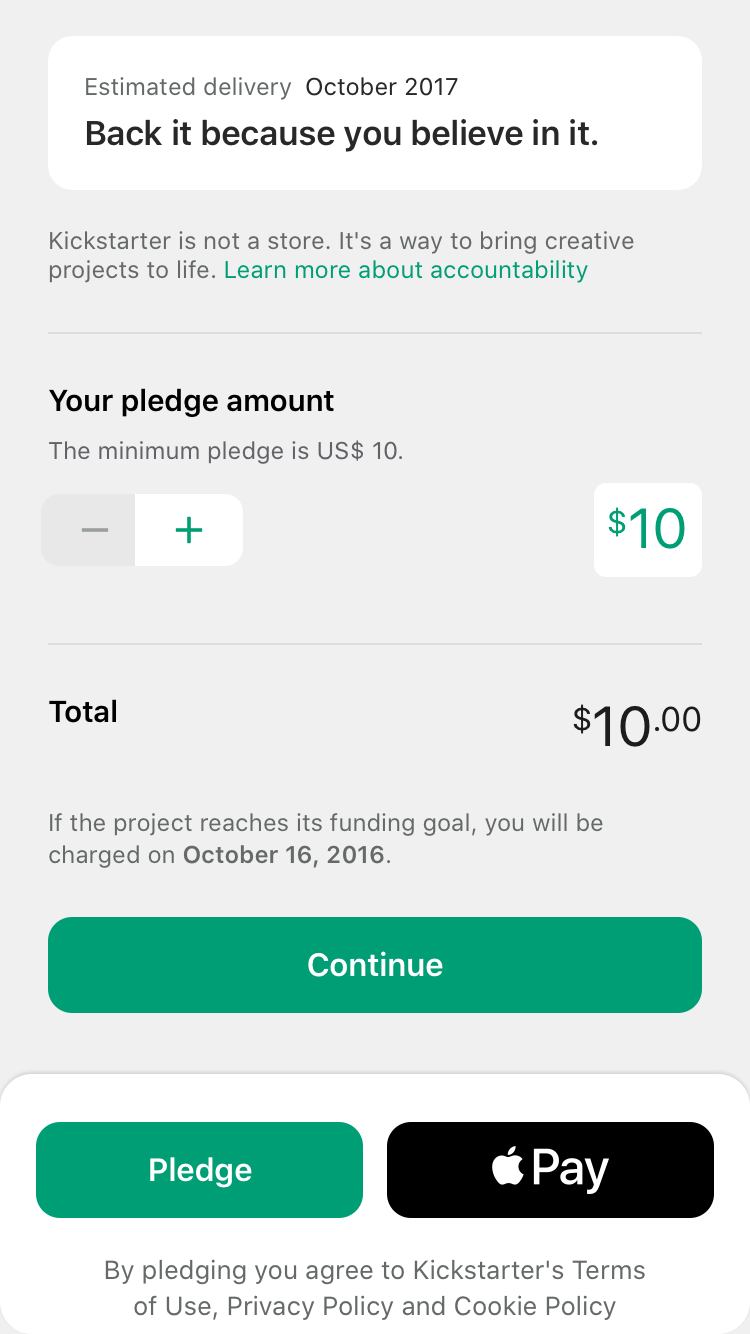 Estimated delivery October 2017
Back it because you believe in it.
Kickstarter is not a store. It's a way to bring creative
projects to life. Learn more about accountability
Your pledge amount
The minimum pledge is US$ 10.
− +
$10
Total
$10.00
If the project reaches its funding goal, you will be
charged on October 16, 2016.
Continue
Pledge
Pay
By pledging you agree to Kickstarter's Terms
of Use, Privacy Policy and Cookie Policy